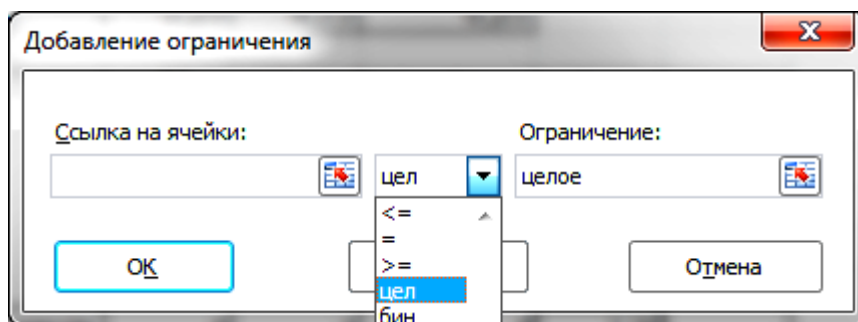 Добавление ограничения
Ссылка на ячейки:
Ограничение:
цел
целое
<=
=
>=
цел
бин
ОК
Отмена